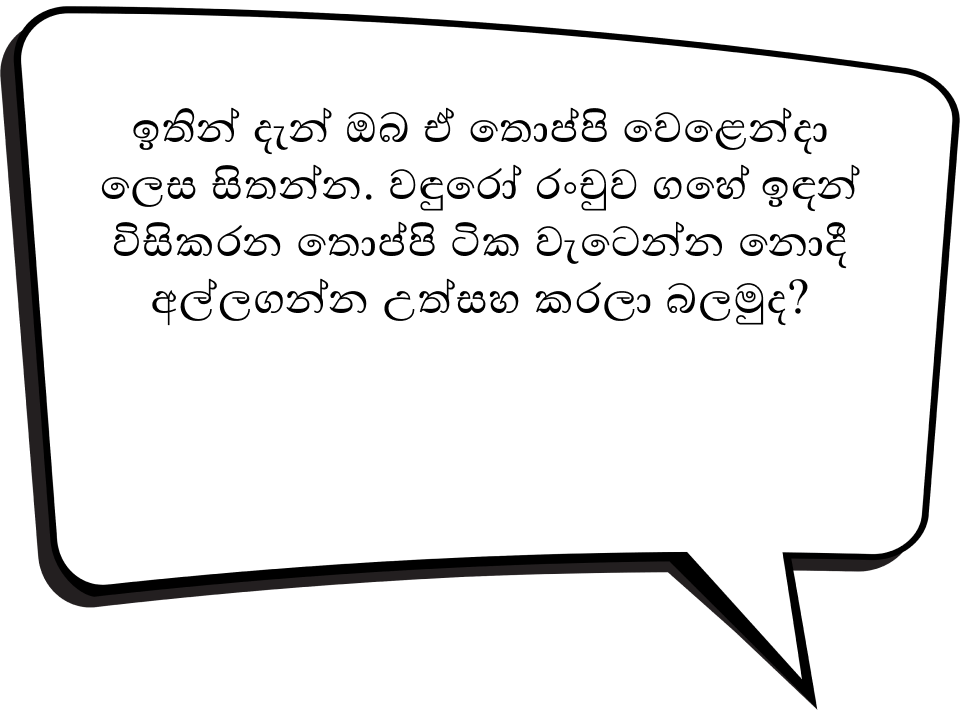 ඉතින් දැන් ඔබ ඒ තොප්පි වෙළෙන්දා
ලෙස සිතන්න. වඳුරෝ රංචුව ගහේ ඉඳන්
විසිකරන තොප්පි ටික වැටෙන්න නොදී
අල්ලගන්න උත්සහ කරලා බලමුද?